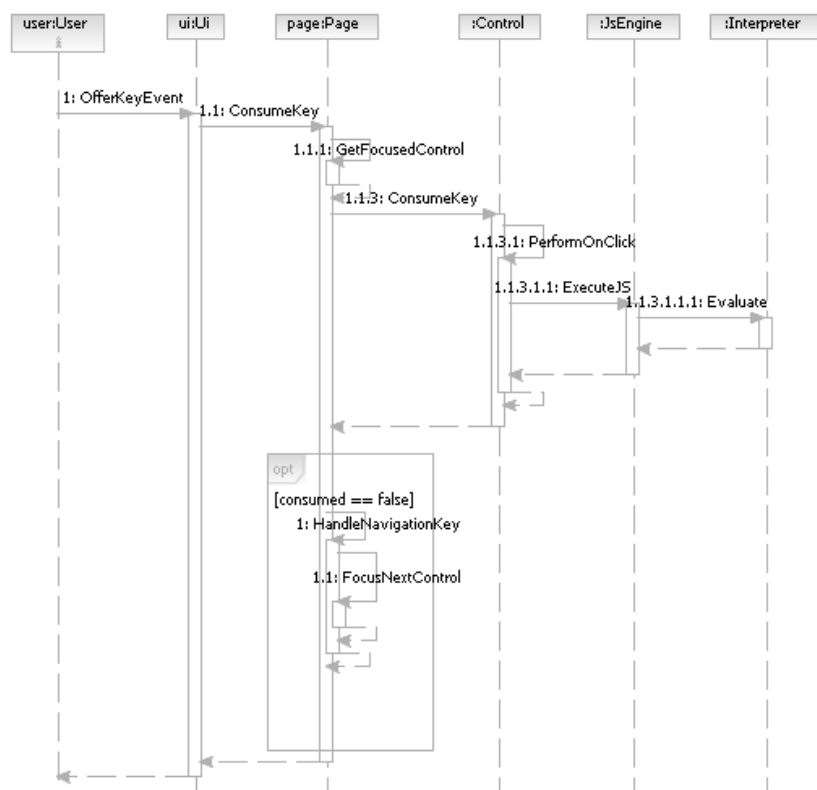 user:User
ui:Ui
page:Page
:Control
:JsEngine
:Interpreter
1: OfferKeyEvent
1.1: ConsumeKey
1.1.1: GetFocusedControl
1.1.3: ConsumeKey
1.1.3.1: PerformOnClick
1.1.3.1.1: ExecuteJS
1.1.3.1.1.1: Evaluate
opt
[consumed == false]
1: HandleNavigationKey
1.1: FocusNextControl